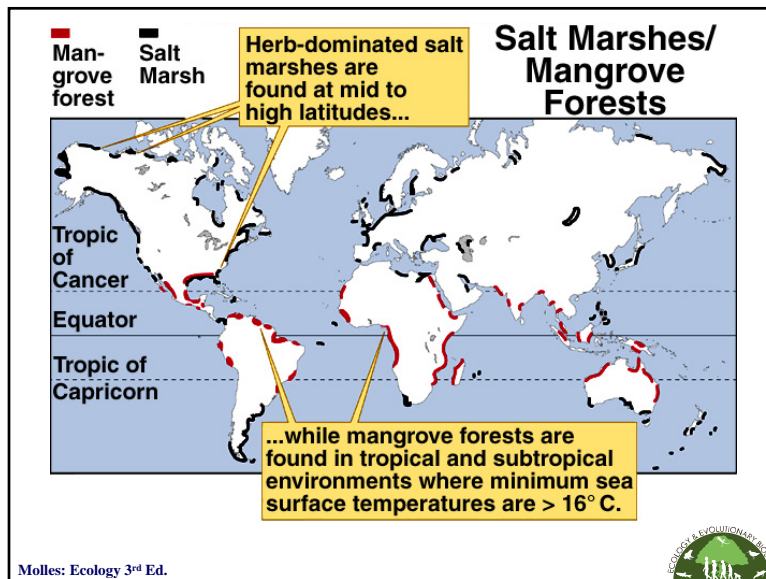 Salt Marshes/
Mangrove
Forests
Man-
grove
forest
Salt
Marsh
Herb-dominated salt
marshes are
found at mid to
high latitudes...
Tropic
of
Cancer
Equator
Tropic of
Capricorn
...while mangrove forests are
found in tropical and subtropical
environments where minimum sea
surface temperatures are > 16° C.
Molles: Ecology 3rd Ed.
ECOLOGY & EVOLUTIONARY